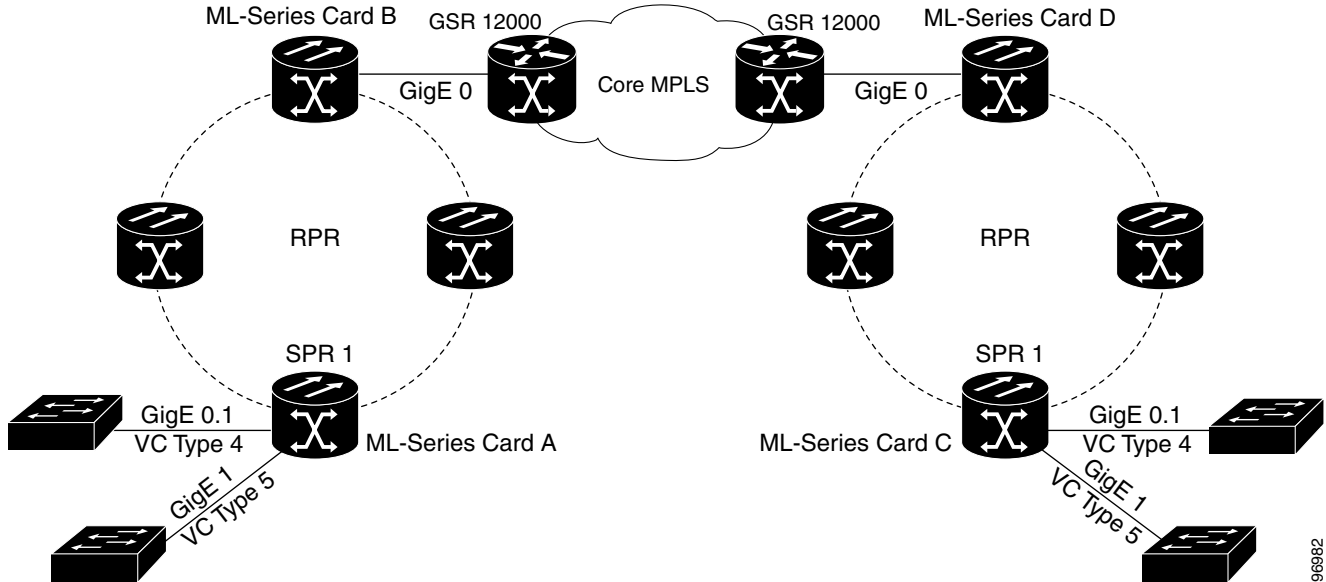 ML-Series Card B
GSR 12000
GSR 12000
ML-Series Card D
GigE 0
Core MPLS
GigE 0
RPR
RPR
SPR 1
SPR 1
GigE 0.1
VC Type 4
ML-Series Card A
GigE 1
VC Type 5
ML-Series Card C
GigE 0.1
VC Type 4
GigE 1
VC Type 5
96982